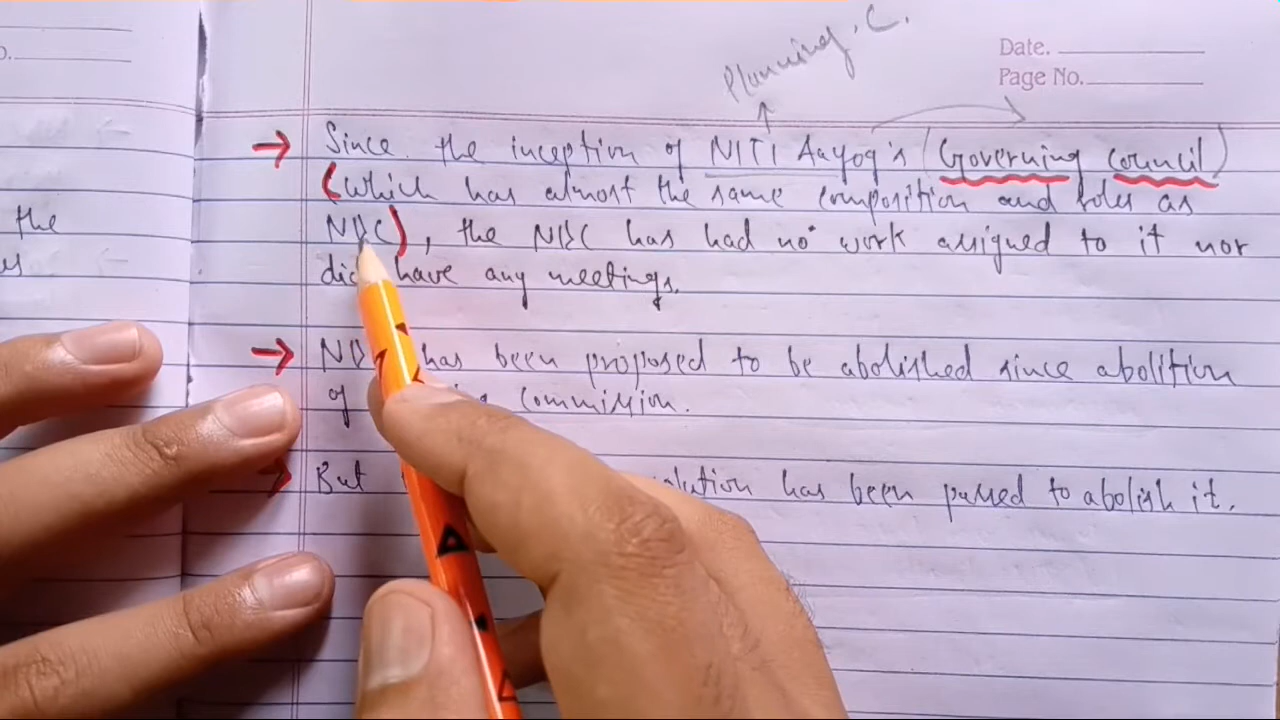 Planning. C.
Date.
Page No.
→ Since the inception of NITI Aayog's (Governing Council)
(which has almost the same composition and roles as
the
NDC), the NDC has had no work assigned to it nor
did have any meetings.
→ ND has been proposed to be abolished since abolition
of commission.
→ But has been passed to abolish it.